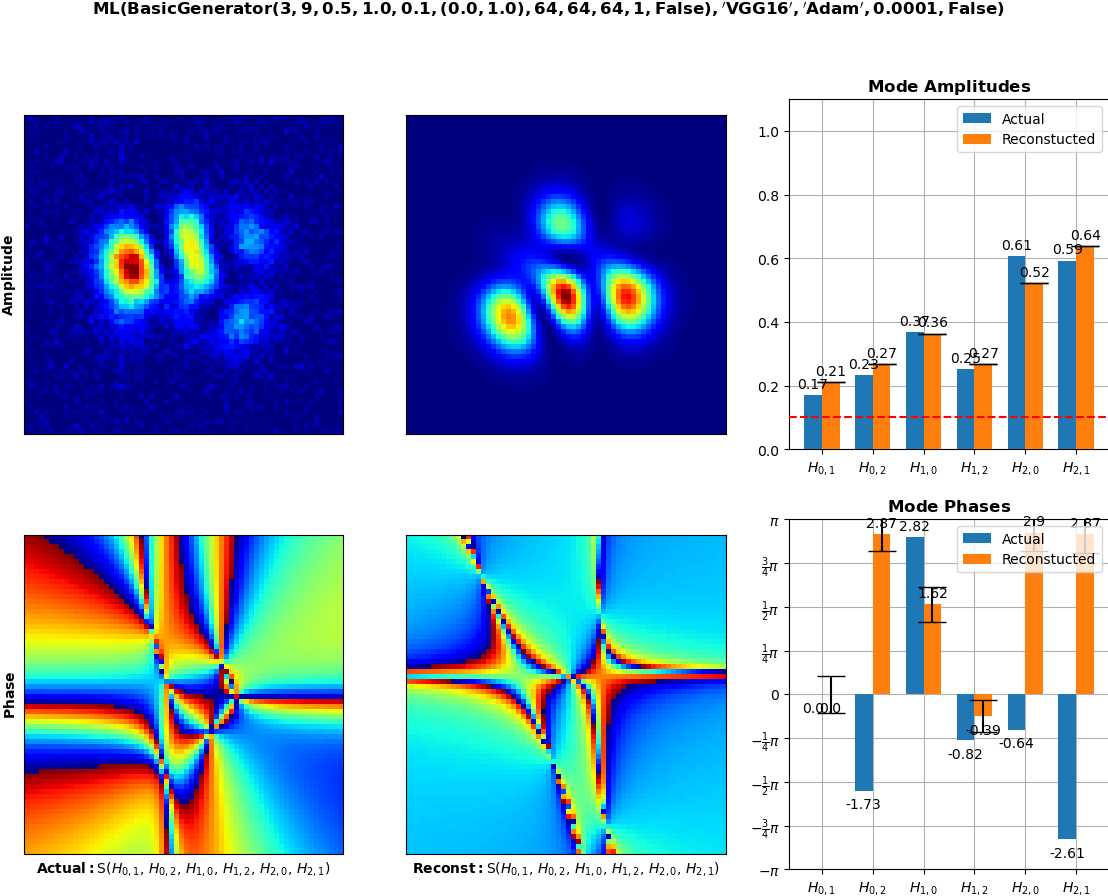 ML(BasicGenerator(3, 9, 0.5, 1.0, 0.1, (0.0, 1.0), 64, 64, 64, 1, False), 'VGG16', 'Adam', 0.0001, False)
Amplitude
Mode Amplitudes
Actual
Reconstucted
1.0
0.8
0.6
0.4
0.2
0.0
0.17
0.21
0.23
0.27
0.37
0.36
0.25
0.27
0.61
0.52
0.59
0.64
H0,1
H0,2
H1,0
H1,2
H2,0
H2,1
Phase
Actual: S(H0,1, H0,2, H1,0, H1,2, H2,0, H2,1)
Reconst: S(H0,1, H0,2, H1,0, H1,2, H2,0, H2,1)
Mode Phases
Actual
Reconstucted
π
3/4π
1/2π
1/4π
0
−1/4π
−1/2π
−3/4π
−π
0.0
0.0
-1.73
2.87
2.82
1.62
-0.82
-0.39
-0.64
2.9
-2.61
2.87
H0,1
H0,2
H1,0
H1,2
H2,0
H2,1